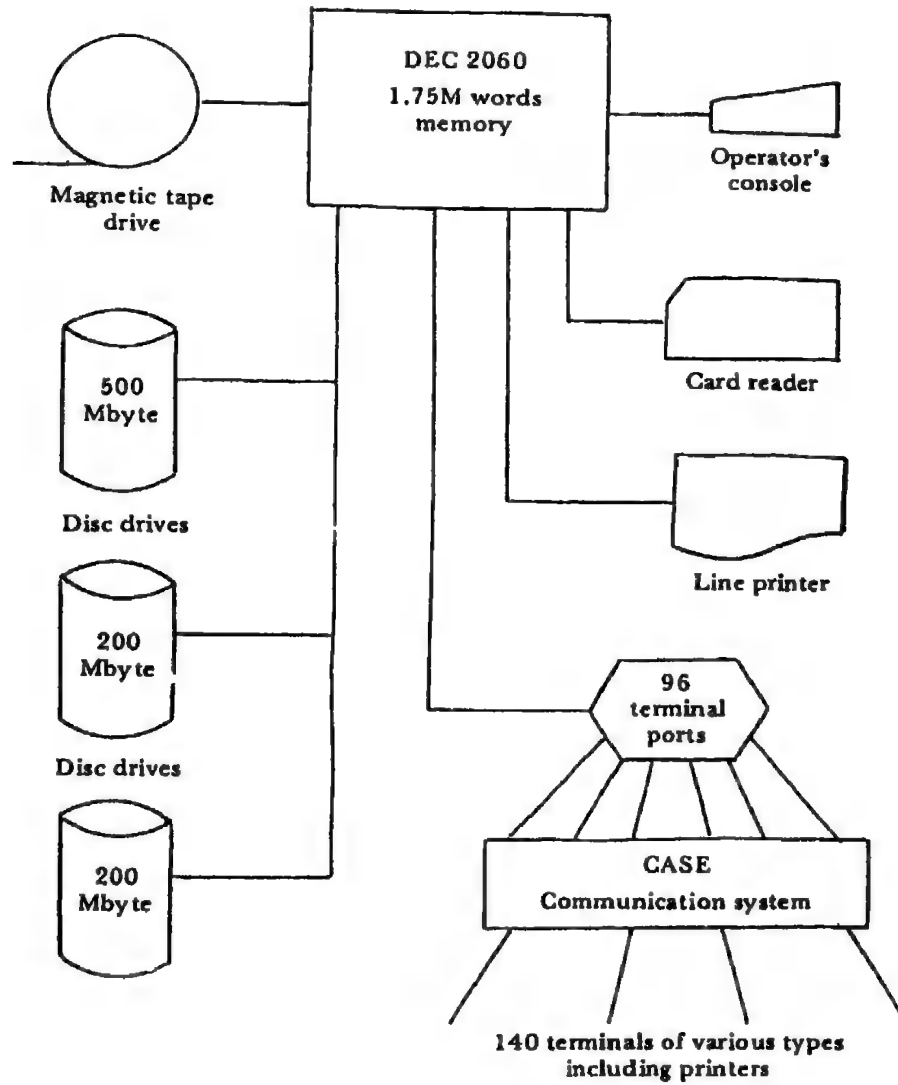 DEC 2060
1.75M words
memory
Magnetic tape
drive
Operator's
console
500
Mbyte
Card reader
Disc drives
Line printer
200
Mbyte
96
terminal
ports
Disc drives
200
Mbyte
CASE
Communication system
140 terminals of various types
including printers